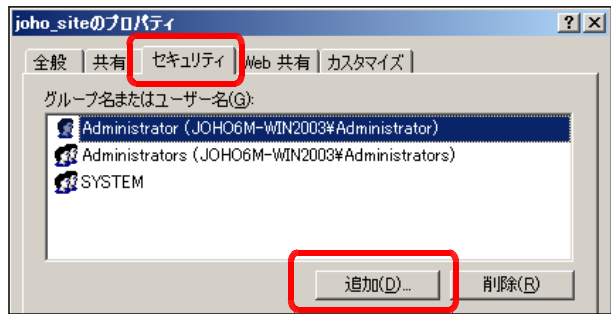 joho_siteのプロパティ
全般 共有 セキュリティ Web 共有 カスタマイズ
グループ名またはユーザー名(G):
Administrator (JOHO6M-WIN2003¥Administrator)
Administrators (JOHO6M-WIN2003¥Administrators)
SYSTEM
追加(D)... 削除(R)